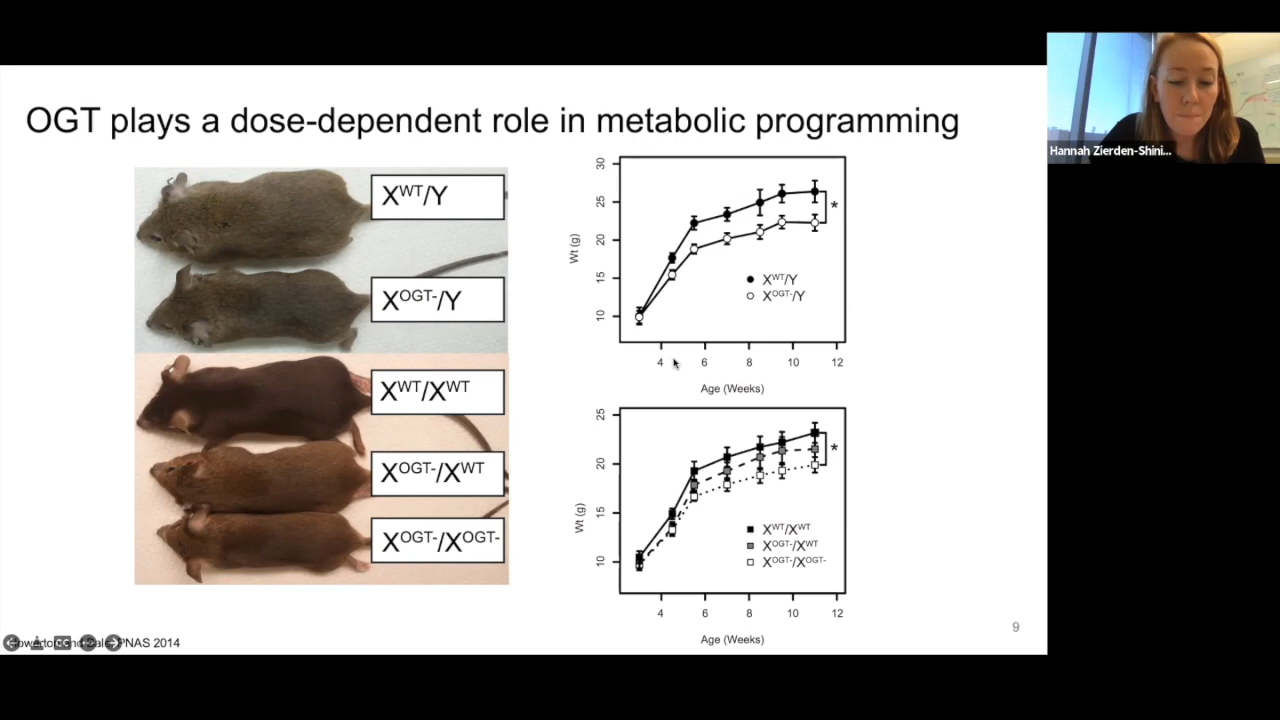 OGT plays a dose-dependent role in metabolic programming
X^WT/Y
X^OGT-/Y
X^WT/X^WT
X^OGT-/X^WT
X^OGT-/X^OGT-
30
25
20
15
10
Wt (g)
*
X^WT/Y
X^OGT-/Y
4 6 8 10 12
Age (Weeks)
25
20
15
10
Wt (g)
*
X^WT/X^WT
X^OGT-/X^WT
X^OGT-/X^OGT-
4 6 8 10 12
Age (Weeks)
PNAS 2014
CC
9
Hannah Zierden-Shini...